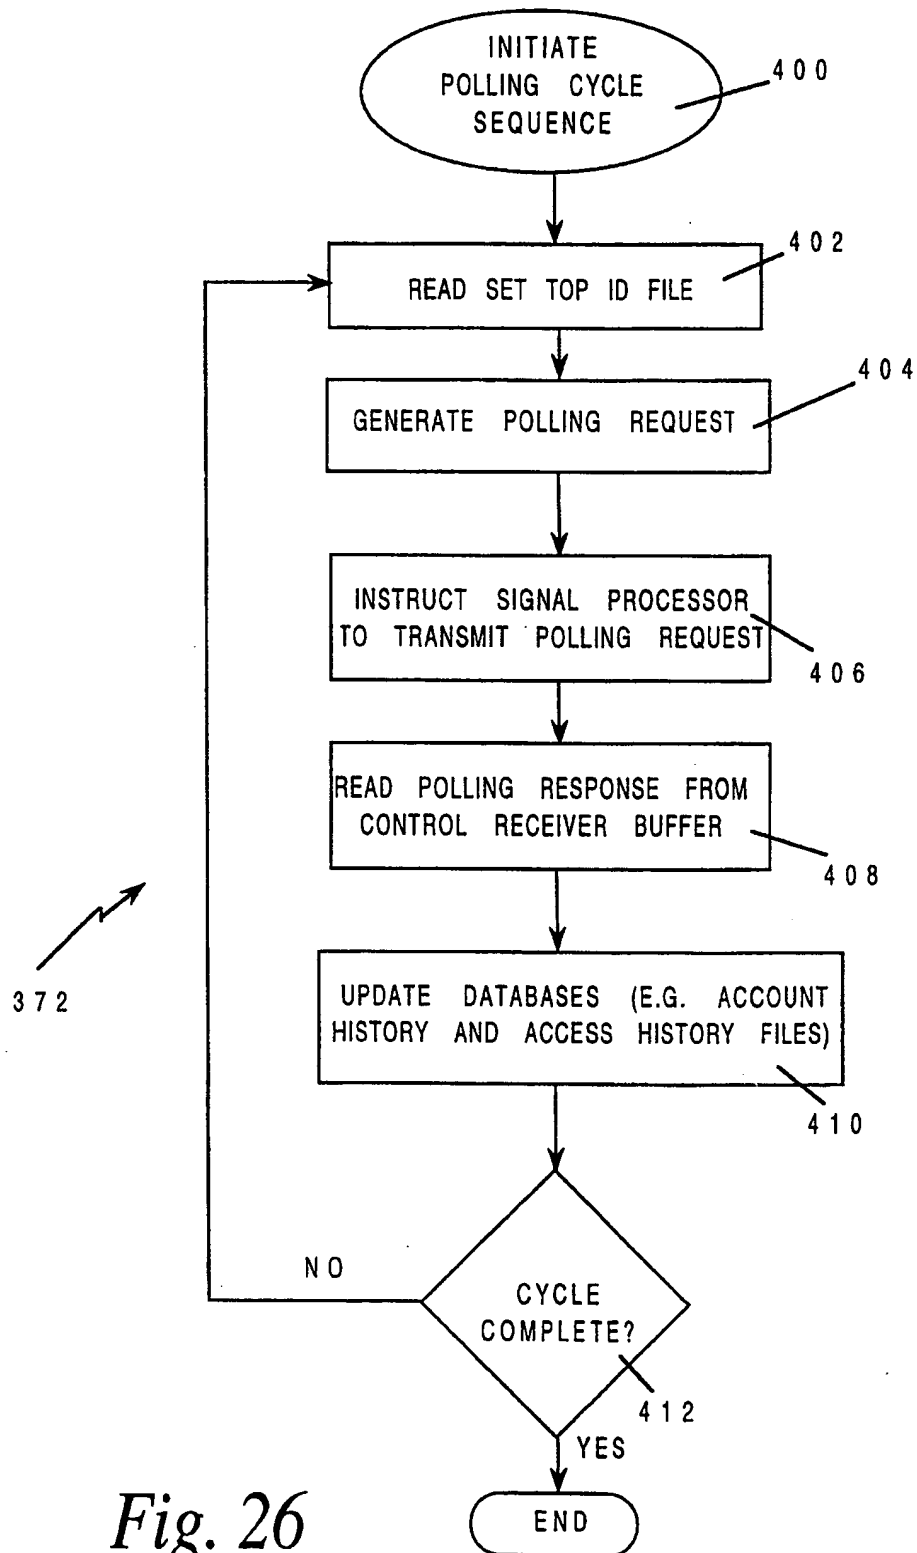 INITIATE
POLLING CYCLE
SEQUENCE
400
402
READ SET TOP ID FILE
404
GENERATE POLLING REQUEST
INSTRUCT SIGNAL PROCESSOR
TO TRANSMIT POLLING REQUEST
406
READ POLLING RESPONSE FROM
CONTROL RECEIVER BUFFER
408
372
UPDATE DATABASES (E.G. ACCOUNT
HISTORY AND ACCESS HISTORY FILES)
410
NO
CYCLE
COMPLETE?
412
YES
END
Fig. 26